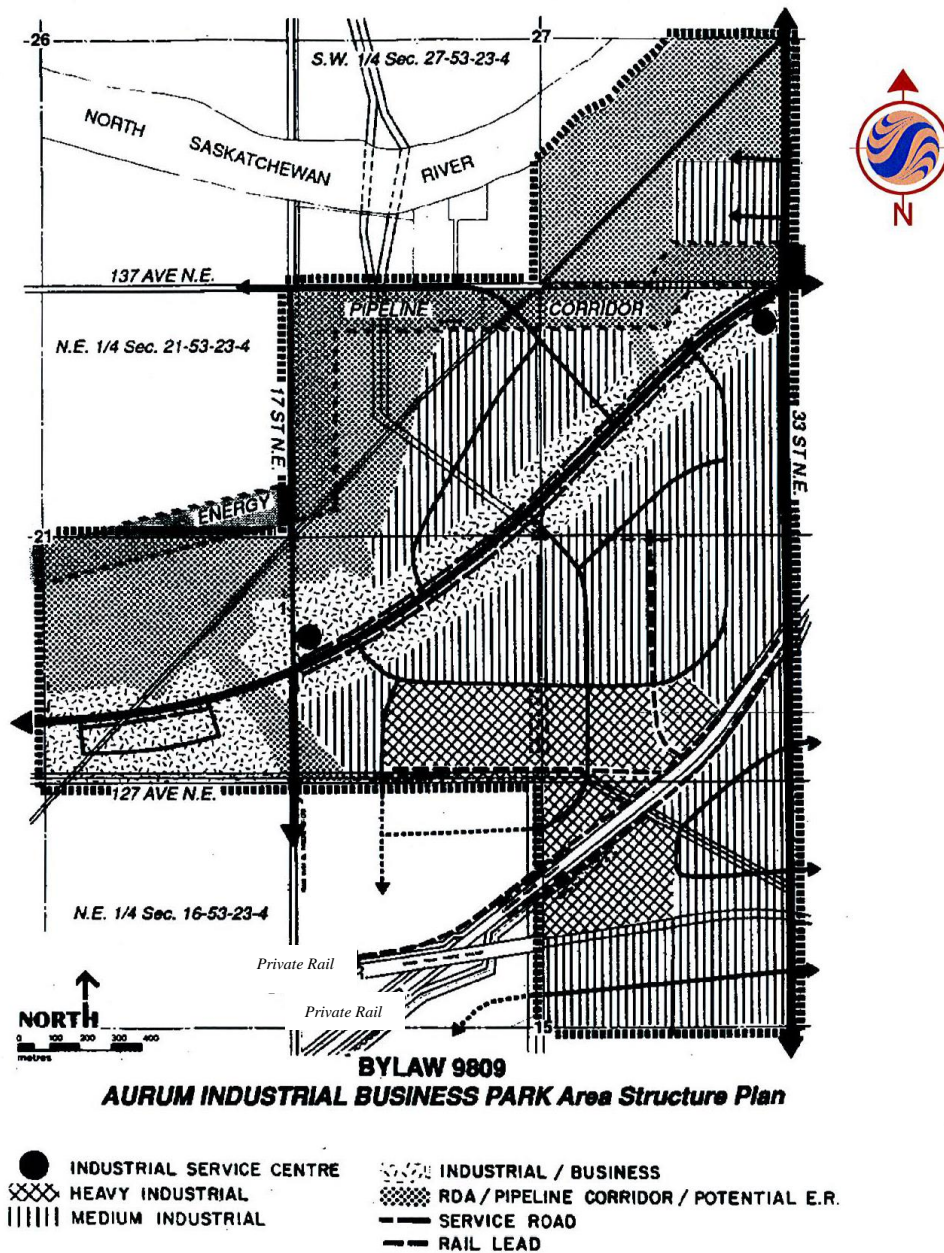 26
27
S.W. 1/4 Sec. 27-53-23-4
NORTH
SASKATCHEWAN
RIVER
N
137 AVE N.E.
PIPELINE
CORRIDOR
N.E. 1/4 Sec. 21-53-23-4
17 ST N.E.
33 ST N.E.
ENERGY
21
127 AVE N.E.
N.E. 1/4 Sec. 16-53-23-4
Private Rail
Private Rail
NORTH
0 100 200 300 400
metres
15
BYLAW 9809
AURUM INDUSTRIAL BUSINESS PARK Area Structure Plan
INDUSTRIAL SERVICE CENTRE
HEAVY INDUSTRIAL
MEDIUM INDUSTRIAL
INDUSTRIAL / BUSINESS
RDA / PIPELINE CORRIDOR / POTENTIAL E.R.
SERVICE ROAD
RAIL LEAD